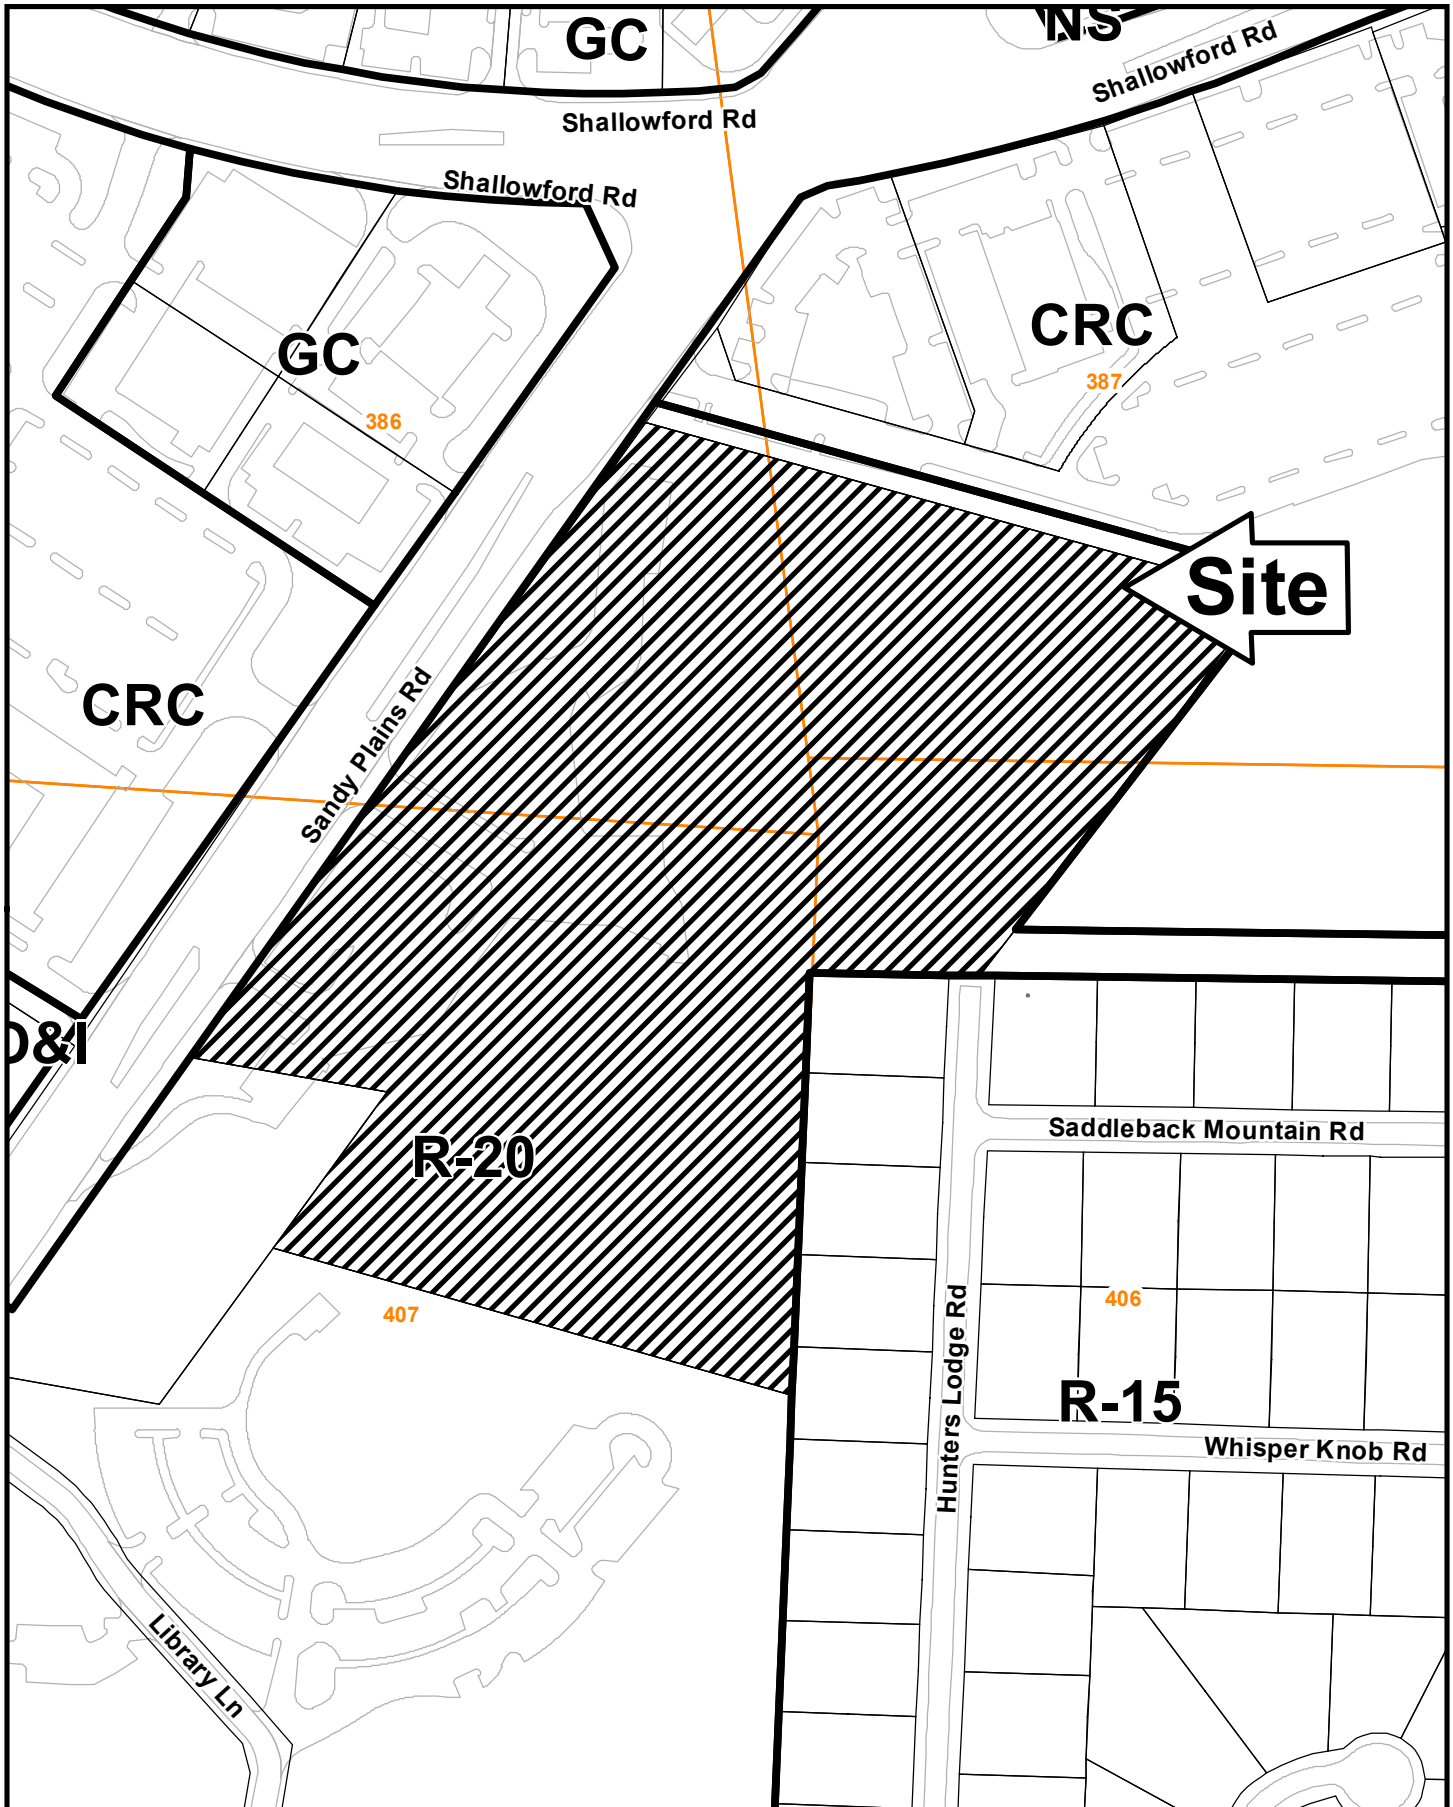 GC
NS
Shallowford Rd
Shallowford Rd
Shallowford Rd
CRC
GC
387
386
Site
CRC
Sandy Plains Rd
O&I
Saddleback Mountain Rd
R-20
407
406
Hunters Lodge Rd
R-15
Whisper Knob Rd
Library Ln